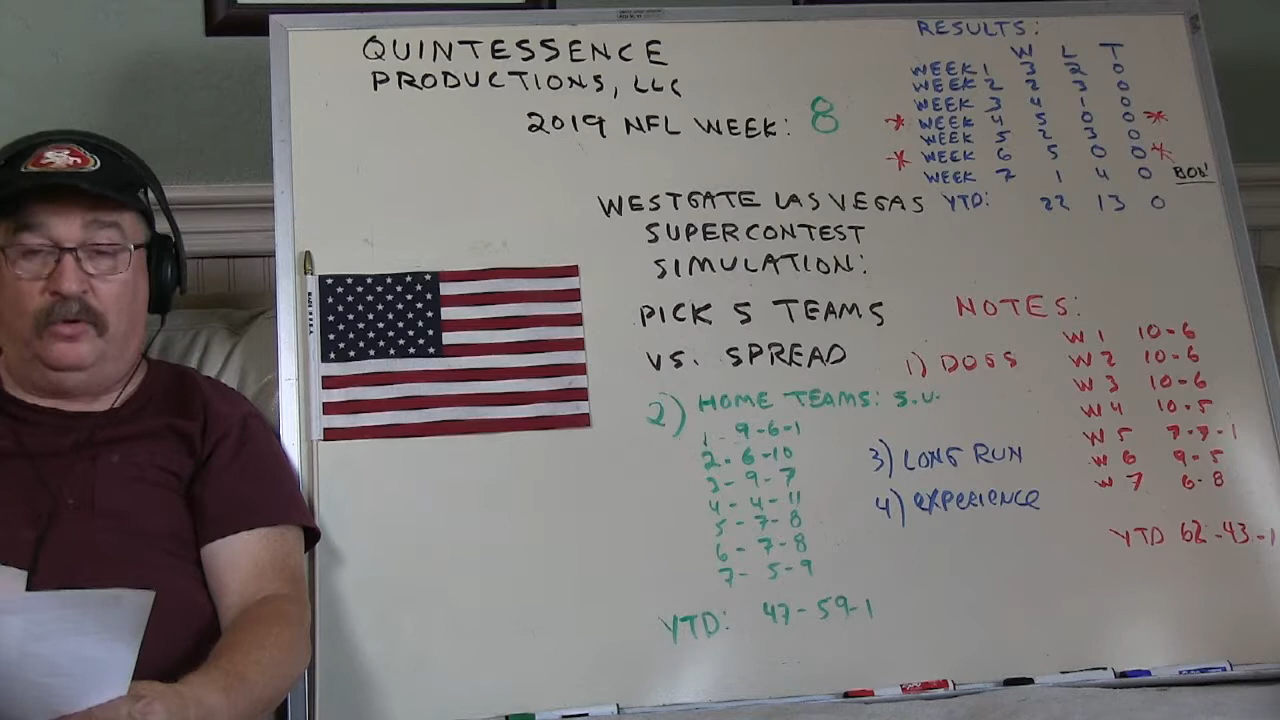 QUINTESSENCE
PRODUCTIONS, LLC
2019 NFL WEEK: 8
RESULTS:
W L T
WEEK 1 3 2 0
WEEK 2 2 3 0
WEEK 3 4 1 0
* WEEK 4 5 0 0 *
WEEK 5 2 3 0
* WEEK 6 5 0 0 *
WEEK 7 1 4 0 BOO!
YTD: 22 13 0
WESTGATE LAS VEGAS
SUPERCONTEST
SIMULATION:
PICK 5 TEAMS
VS. SPREAD
NOTES:
1) DOGS
W 1 10-6
W 2 10-6
W 3 10-6
W 4 10-5
W 5 7-7-1
W 6 9-5
W 7 6-8
YTD 62-43-1
2) HOME TEAMS: S.U.
1- 9-6-1
2- 6-10
3- 9-7
4- 4-11
5- 7-8
6- 7-8
7- 5-9
YTD: 47-59-1
3) LONG RUN
4) EXPERIENCE